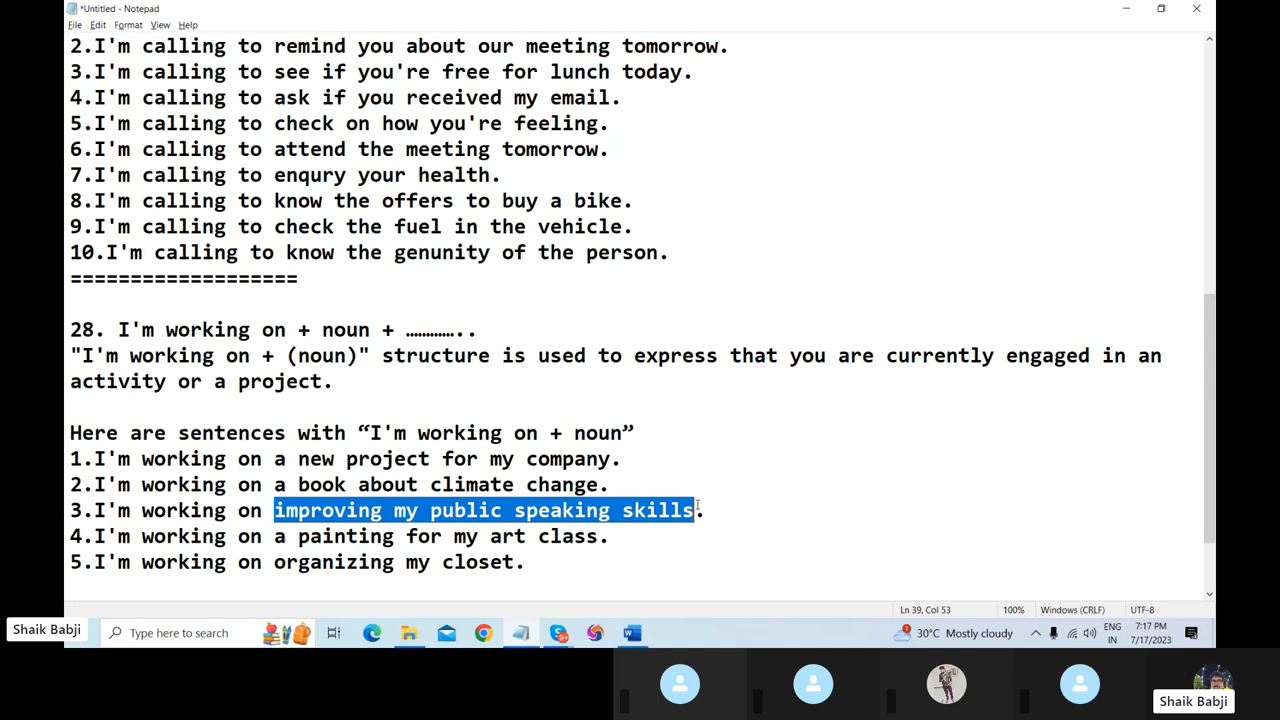 *Untitled - Notepad
File Edit Format View Help
2.I'm calling to remind you about our meeting tomorrow.
3.I'm calling to see if you're free for lunch today.
4.I'm calling to ask if you received my email.
5.I'm calling to check on how you're feeling.
6.I'm calling to attend the meeting tomorrow.
7.I'm calling to enqury your health.
8.I'm calling to know the offers to buy a bike.
9.I'm calling to check the fuel in the vehicle.
10.I'm calling to know the genunity of the person.
===================
28. I'm working on + noun + …………..
"I'm working on + (noun)" structure is used to express that you are currently engaged in an
activity or a project.
Here are sentences with “I'm working on + noun”
1.I'm working on a new project for my company.
2.I'm working on a book about climate change.
3.I'm working on improving my public speaking skills.
4.I'm working on a painting for my art class.
5.I'm working on organizing my closet.
Ln 39, Col 53 100% Windows (CRLF) UTF-8
Shaik Babji
Type here to search
30°C Mostly cloudy
ENG
IN
7:17 PM
7/17/2023
Shaik Babji